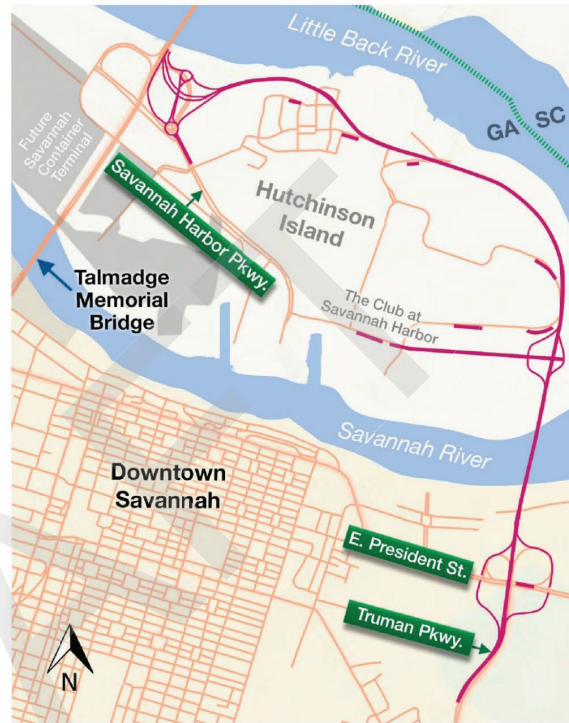 Little Back River
GA
SC
Future
Savannah
Container
Terminal
Savannah Harbor Pkwy.
Hutchinson
Island
Talmadge
Memorial
Bridge
The Club at
Savannah Harbor
Savannah River
Downtown
Savannah
E. President St.
Truman Pkwy.
N